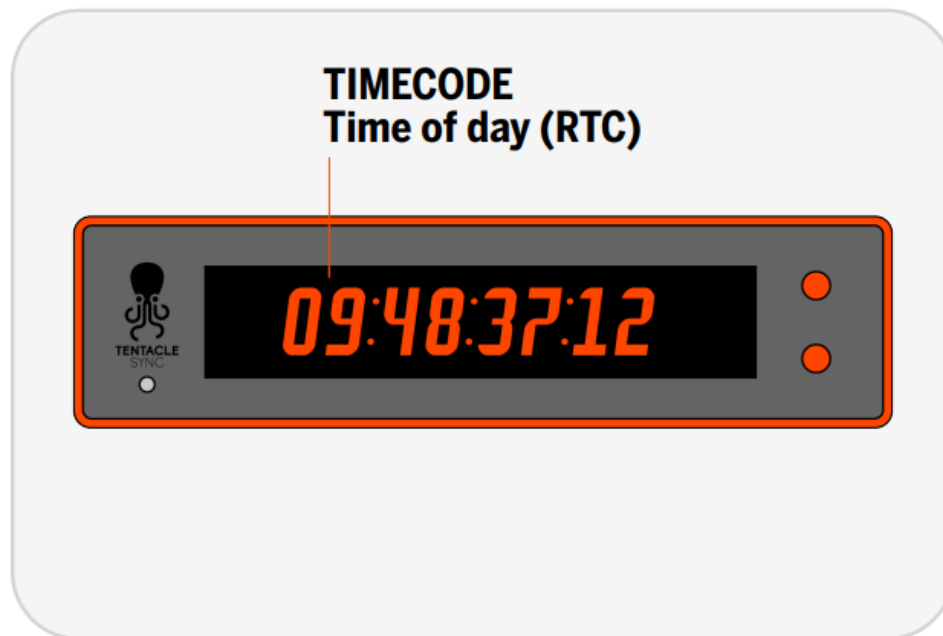 TIMECODE
Time of day (RTC)
09:48:37:12
TENTACLE
SYNC